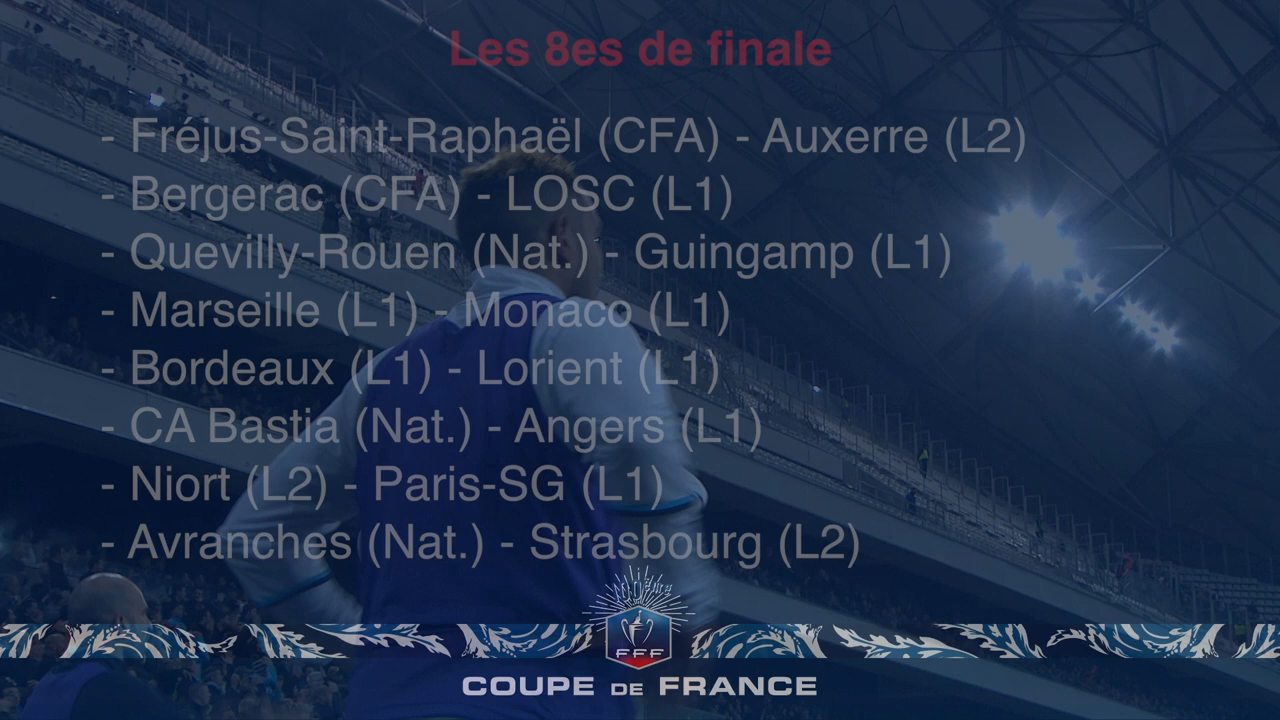 Les 8es de finale
- Fréjus-Saint-Raphaël (CFA) - Auxerre (L2)
- Bergerac (CFA) - LOSC (L1)
- Quevilly-Rouen (Nat.) - Guingamp (L1)
- Marseille (L1) - Monaco (L1)
- Bordeaux (L1) - Lorient (L1)
- CA Bastia (Nat.) - Angers (L1)
- Niort (L2) - Paris-SG (L1)
- Avranches (Nat.) - Strasbourg (L2)
FFF
COUPE DE FRANCE